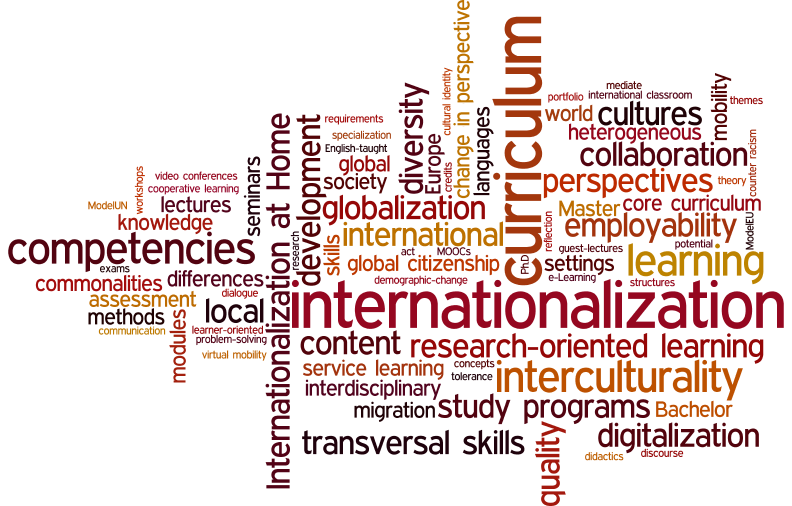 change in perspective
curriculum
diversity
cultural identity
mediate
international classroom
portfolio
mobility
themes
world
cultures
requirements
heterogeneous
specialization
Europe
languages
English-taught
credits
collaboration
counter racism
Internationalization at Home
development
global
society
perspectives
theory
seminars
video conferences
workshops
cooperative learning
ModelUN
lectures
knowledge
globalization
Master
core curriculum
reflection
employability
ModelEU
international
skills
research
act
MOOCs
guest-lectures
potential
competencies
global citizenship
Ph.D
settings
learning
exams
commonalities
differences
demographic-change
e-Learning
structures
dialogue
assessment
local
internationalization
methods
modules
communication
learner-oriented
problem-solving
virtual mobility
content
research-oriented learning
service learning
concepts
tolerance
interculturality
interdisciplinary
migration
study programs
Bachelor
transversal skills
quality
digitalization
didactics
discourse